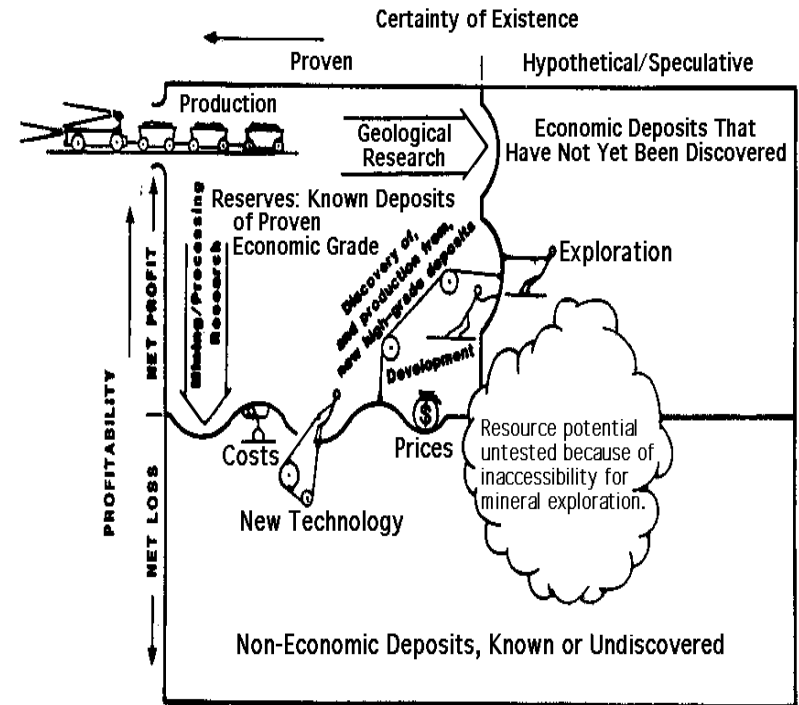 Certainty of Existence
Proven
Hypothetical/Speculative
Production
Geological
Research
Economic Deposits That
Have Not Yet Been Discovered
Reserves: Known Deposits
of Proven
Economic Grade
Mining/Processing
Research
Discovery of,
and production from,
new high-grade deposits
Exploration
Development
PROFITABILITY
NET PROFIT
NET LOSS
Costs
$
Prices
New Technology
Resource potential
untested because of
inaccessibility for
mineral exploration.
Non-Economic Deposits, Known or Undiscovered